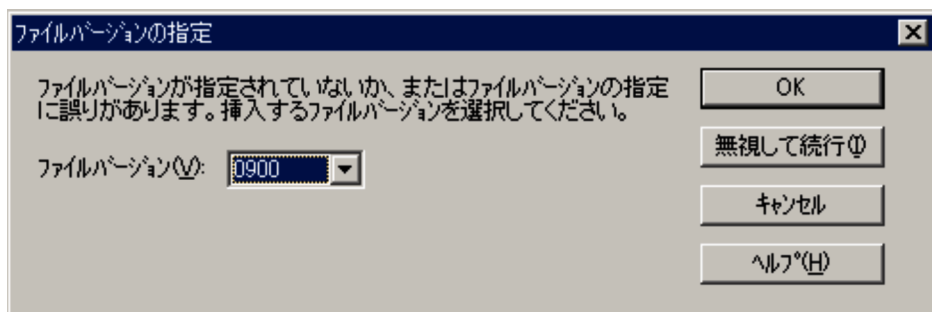 ファイルバージョンの指定
ファイルバージョンが指定されていないか、またはファイルバージョンの指定
に誤りがあります。挿入するファイルバージョンを選択してください。
ファイルバージョン(V):
0900
OK
無視して続行(I)
キャンセル
ヘルプ(H)